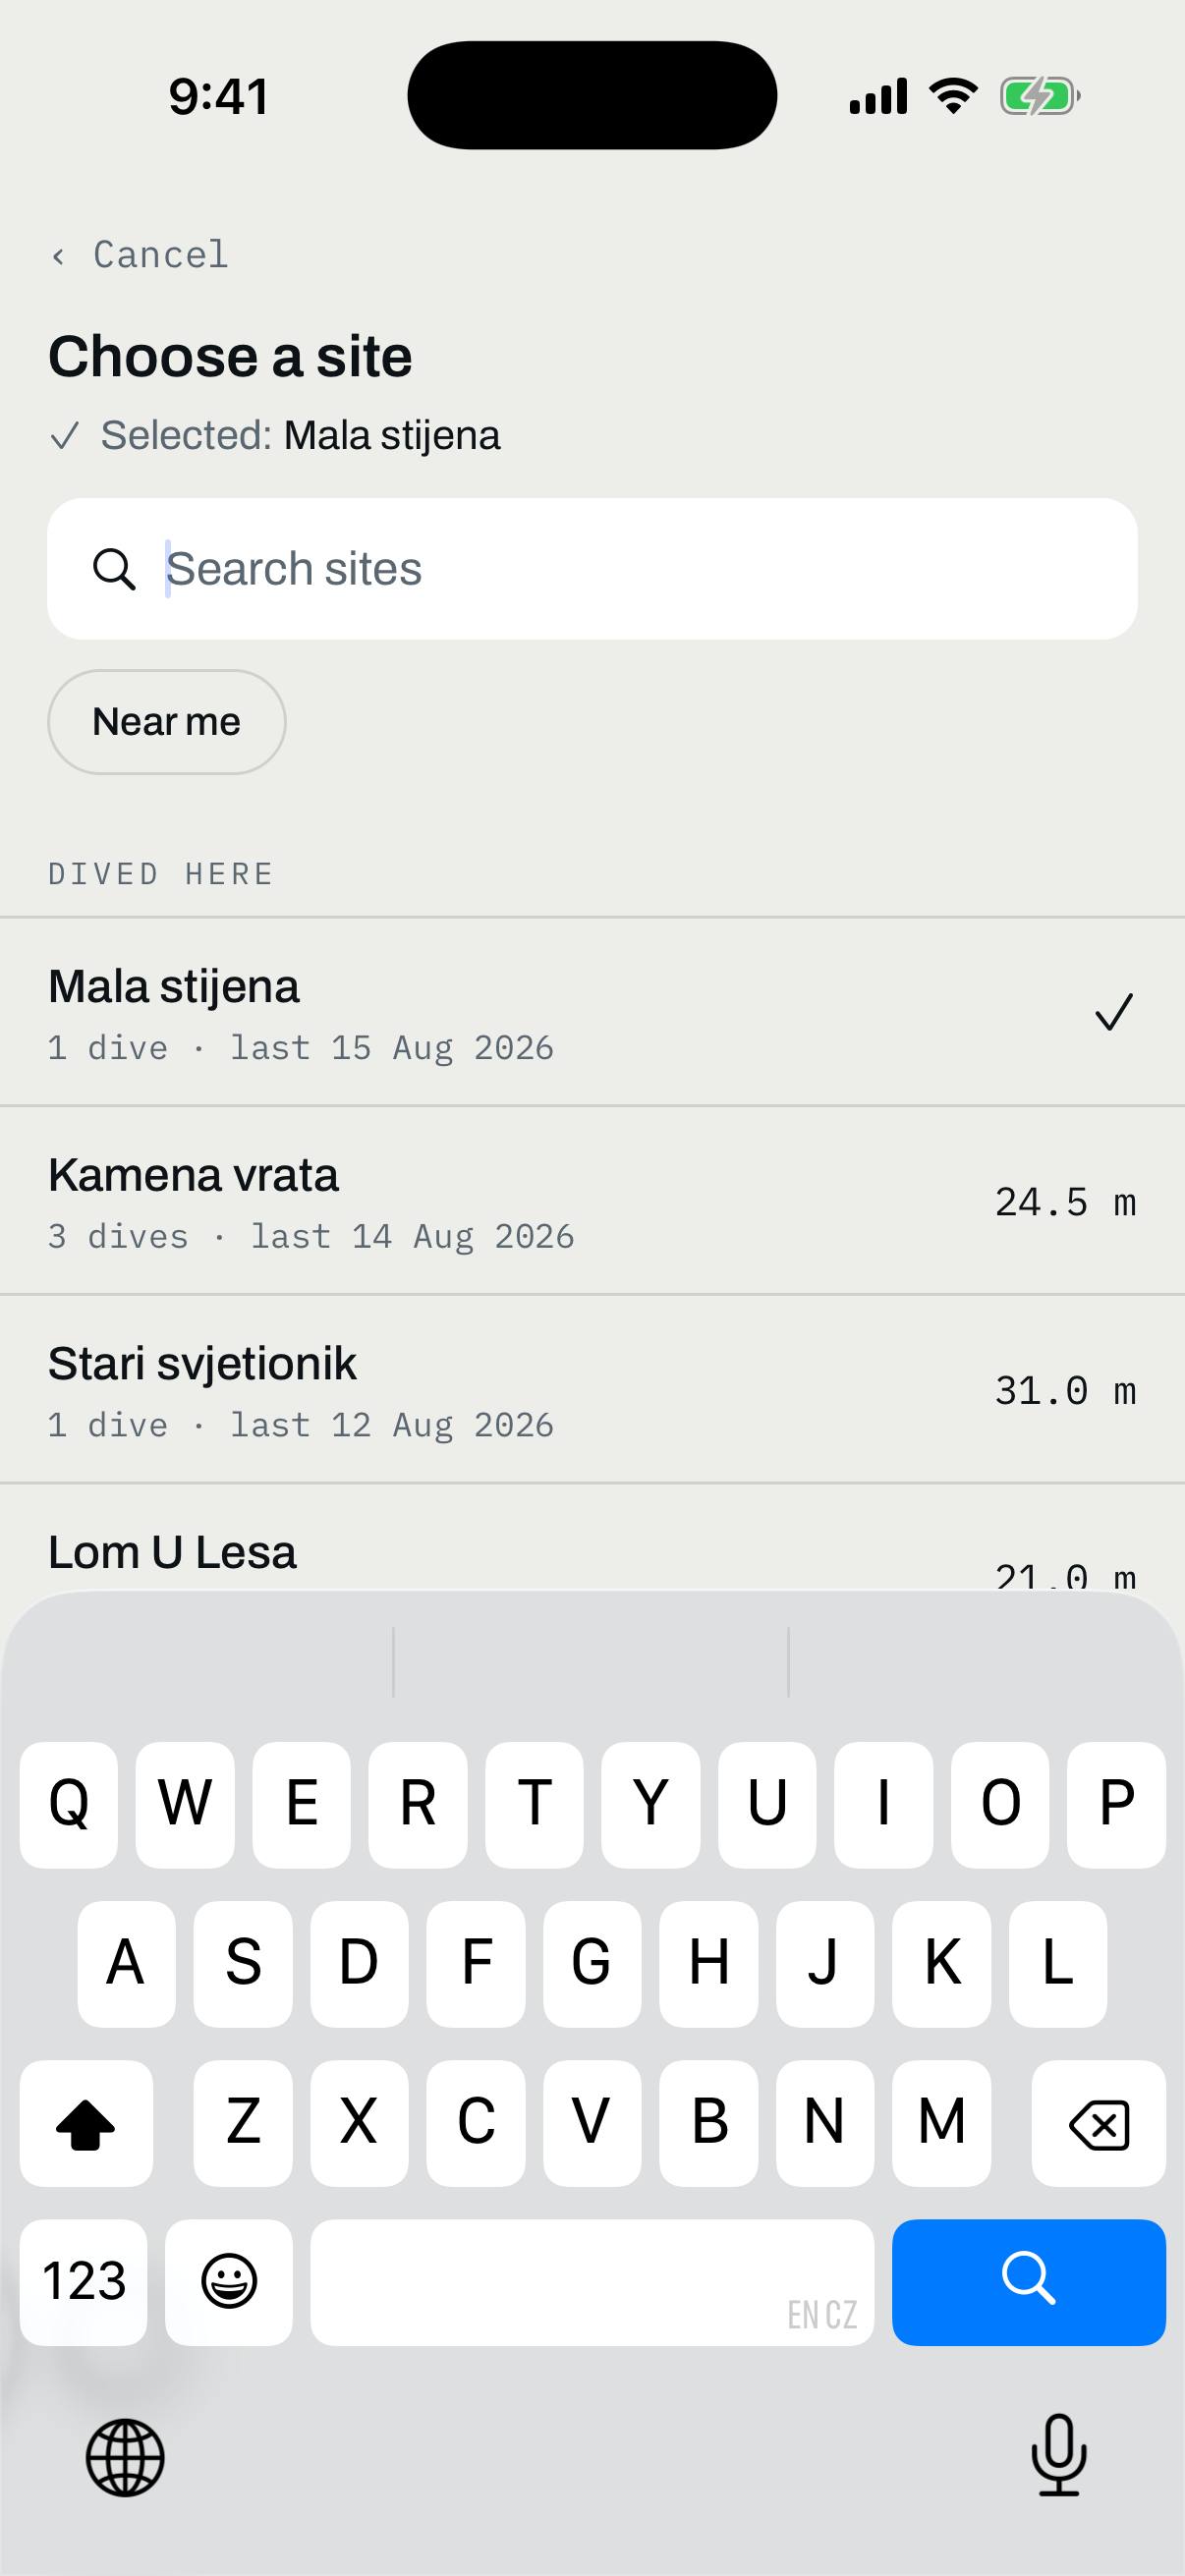 9:41
‹ Cancel
Choose a site
✓ Selected: Mala stijena
Search sites
Near me
DIVED HERE
Mala stijena
1 dive · last 15 Aug 2026
Kamena vrata
24.5 m
3 dives · last 14 Aug 2026
Stari svjetionik
31.0 m
1 dive · last 12 Aug 2026
Lom U Lesa
21.0 m
Q W E R T Y U I O P
A S D F G H J K L
Z X C V B N M
123
EN CZ